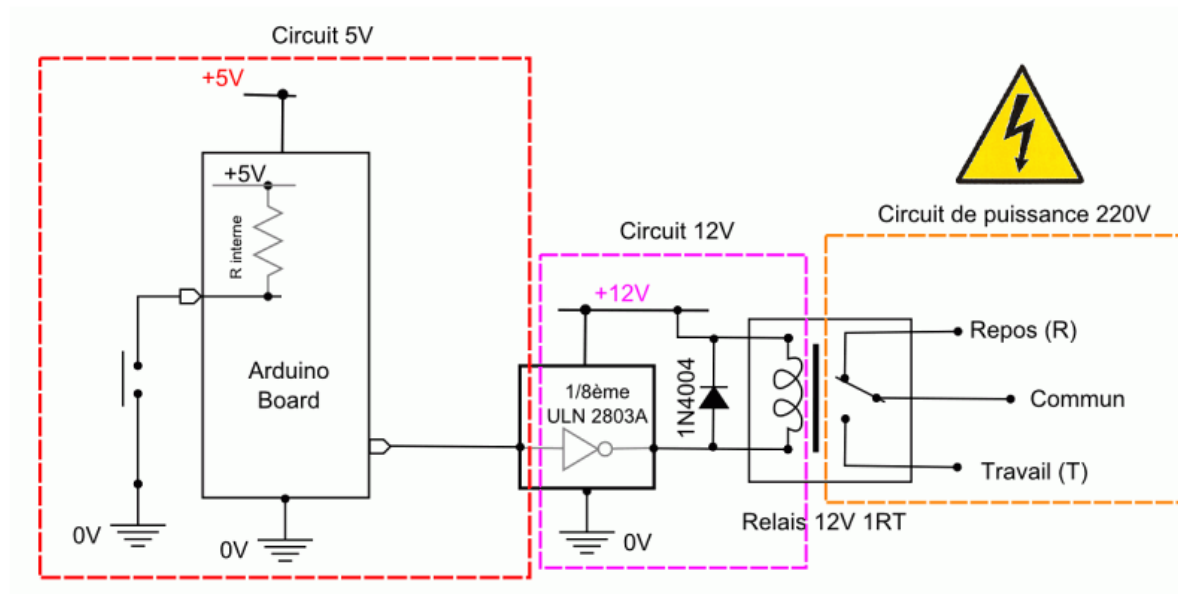 Circuit 5V
+5V
+5V
R interne
Arduino
Board
0V
0V
Circuit 12V
+12V
1/8ème
ULN 2803A
1N4004
0V
Relais 12V 1RT
Circuit de puissance 220V
Repos (R)
Commun
Travail (T)